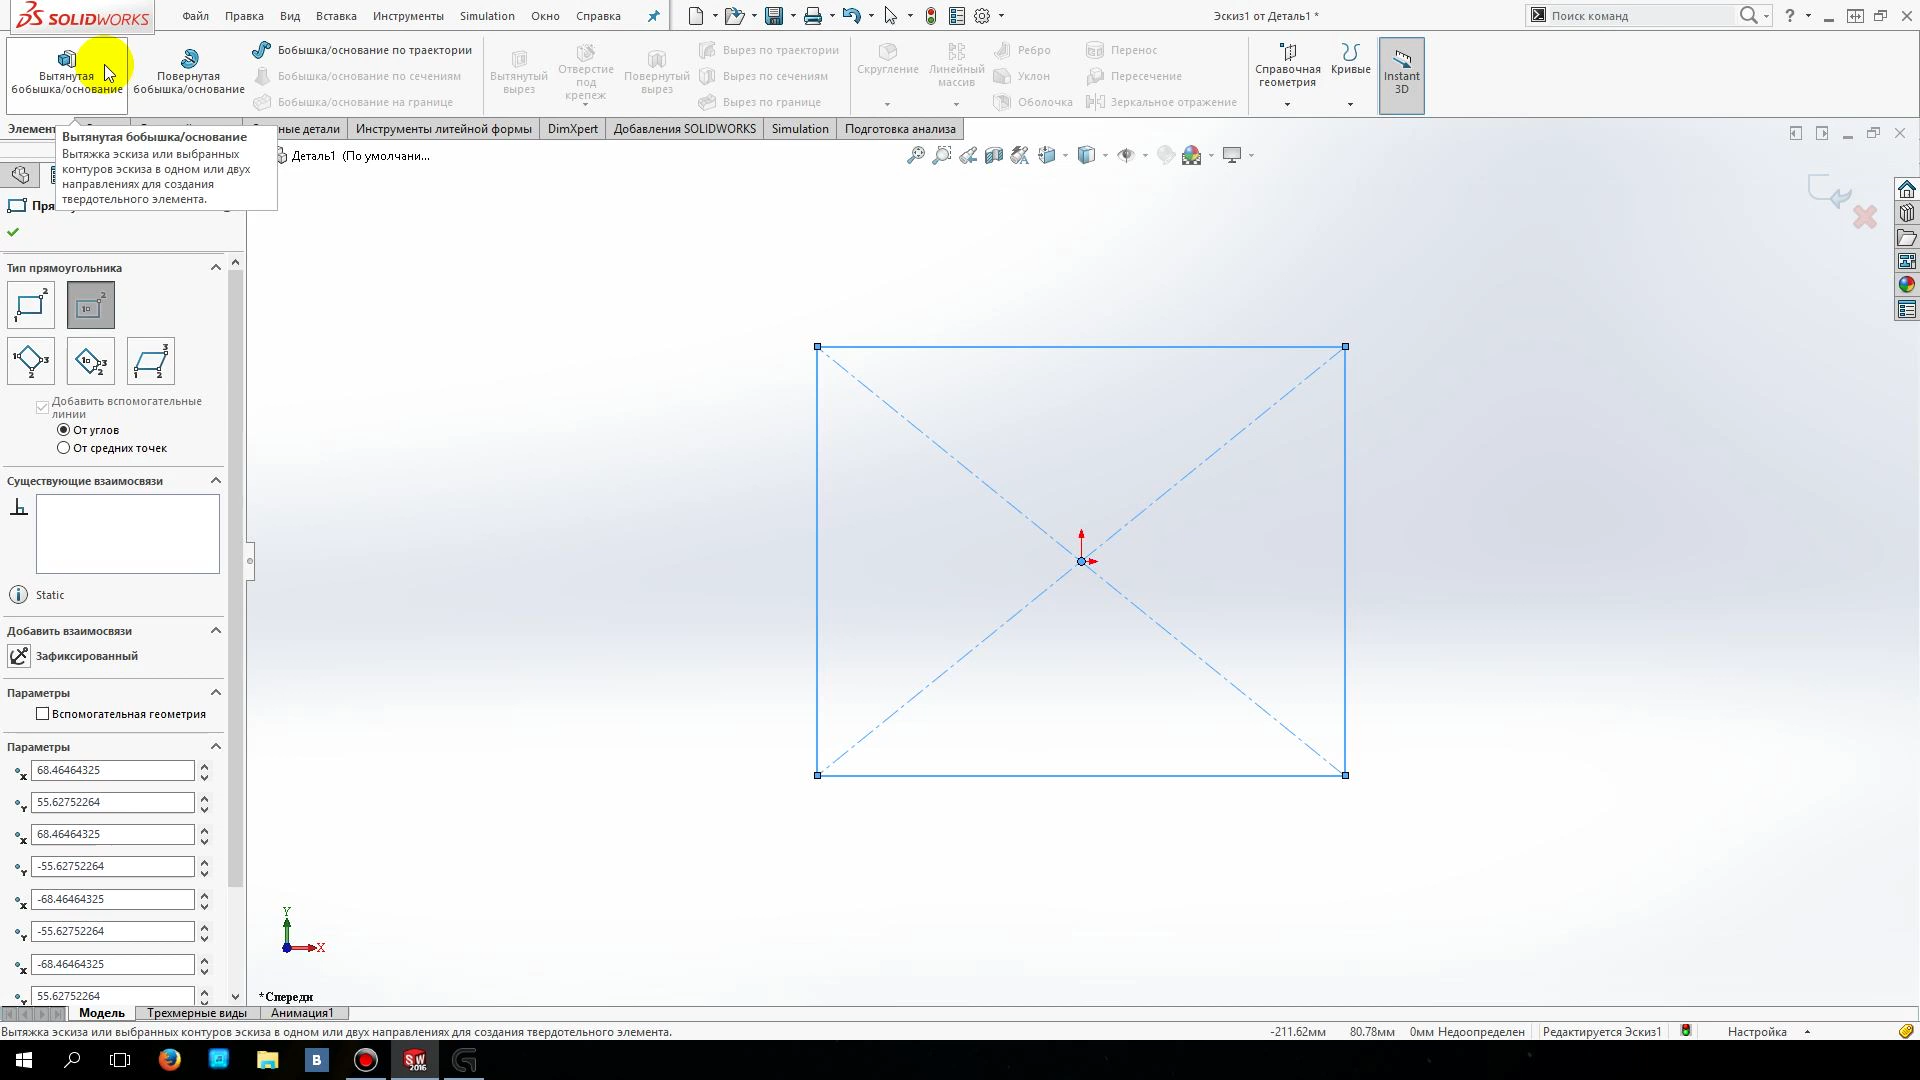 SOLIDWORKS
Файл Правка Вид Вставка Инструменты Simulation Окно Справка
Эскиз1 от Деталь1 *
Поиск команд
Вытянутая бобышка/основание
Повернутая бобышка/основание
Бобышка/основание по траектории
Бобышка/основание по сечениям
Бобышка/основание на границе
Вытянутый вырез
Отверстие под крепеж
Повернутый вырез
Вырез по траектории
Вырез по сечениям
Вырез по границе
Скругление
Линейный массив
Ребро
Уклон
Оболочка
Перенос
Пересечение
Зеркальное отражение
Справочная геометрия
Кривые
Instant 3D
Инструменты литейной формы DimXpert Добавления SOLIDWORKS Simulation Подготовка анализа
Вытянутая бобышка/основание
Вытяжка эскиза или выбранных
контуров эскиза в одном или двух
направлениях для создания
твердотельного элемента.
Деталь1 (По умолчани...
Тип прямоугольника
Добавить вспомогательные
линии
От углов
От средних точек
Существующие взаимосвязи
Static
Добавить взаимосвязи
Зафиксированный
Параметры
Вспомогательная геометрия
Параметры
68.46464325
55.62752264
68.46464325
-55.62752264
-68.46464325
-55.62752264
-68.46464325
55.62752264
Y
X
*Спереди
Модель Трехмерные виды Анимация1
Вытяжка эскиза или выбранных контуров эскиза в одном или двух направлениях для создания твердотельного элемента.
-211.62мм 80.78мм 0мм Недоопределен Редактируется Эскиз1 Настройка
SW 2016